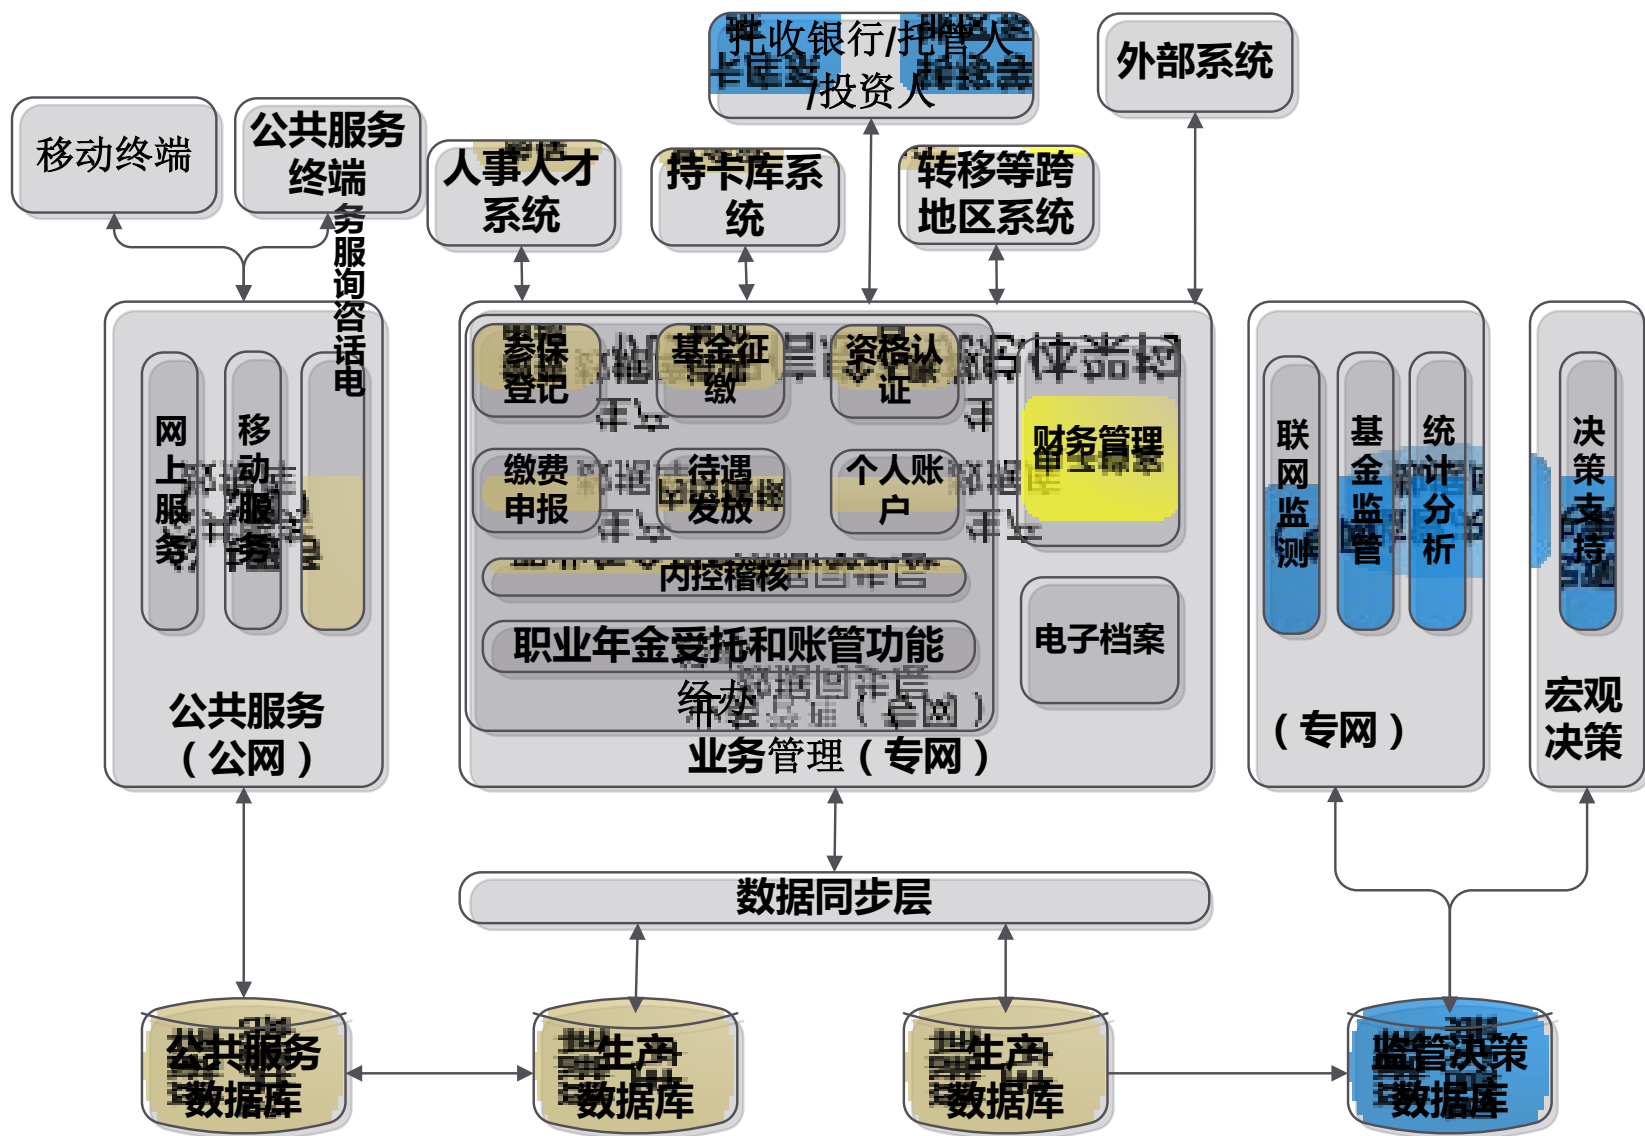 托收银行/托管人
/投资人
外部系统
移动终端
公共服务
终端
人事人才
系统
持卡库系
统
转移等跨
地区系统
网上服务
移动服务
务服询咨话电
公共服务
（公网）
参保
登记
基金征
缴
资格认
证
缴费
申报
待遇
发放
个人账
户
财务管理
内控稽核
职业年金受托和账管功能
经办
电子档案
业务管理（专网）
联网监测
基金监管
统计分析
（专网）
决策支持
宏观
决策
数据同步层
公共服务
数据库
生产
数据库
生产
数据库
监管决策
数据库